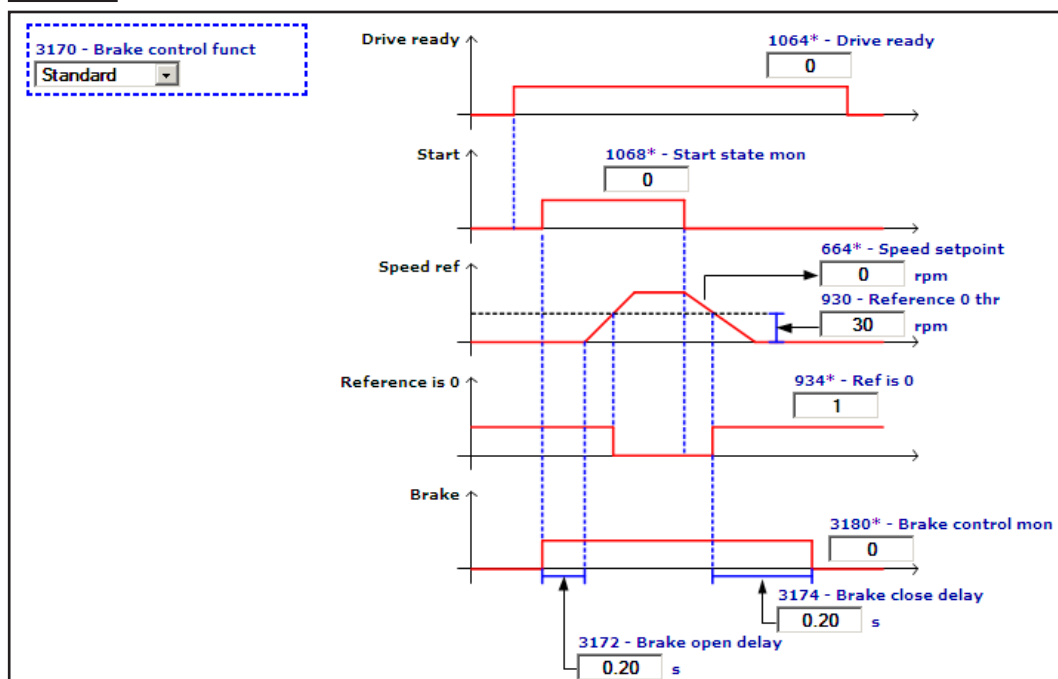 3170 - Brake control funct
Standard
Drive ready
1064* - Drive ready
0
Start
1068* - Start state mon
0
Speed ref
664* - Speed setpoint
0 rpm
930 - Reference 0 thr
30 rpm
Reference is 0
934* - Ref is 0
1
Brake
3180* - Brake control mon
0
3174 - Brake close delay
0.20 s
3172 - Brake open delay
0.20 s